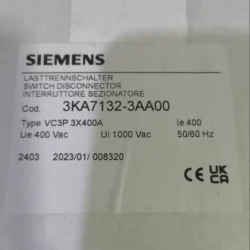 SIEMENS
LASTTRENNSCHALTER
SWITCH DISCONNECTOR
INTERRUTTORE SEZIONATORE
Cod. 3KA7132-3AA00
Type VC3P 3X400A Ie 400
Ue 400 Vac Ui 1000 Vac 50/60 Hz
2403 2023/01/ 008320
CE UK CA